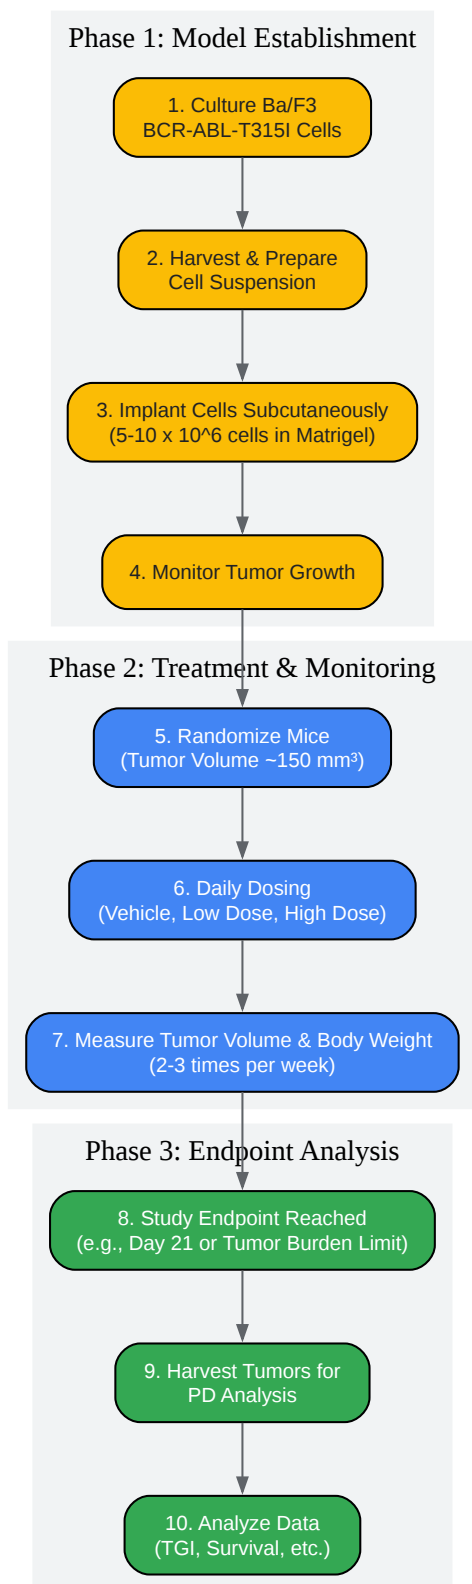 Phase 1: Model Establishment
1. Culture Ba/F3
BCR-ABL-T315I Cells
2. Harvest & Prepare
Cell Suspension
3. Implant Cells Subcutaneously
(5-10 x 10^6 cells in Matrigel)
4. Monitor Tumor Growth
Phase 2: Treatment & Monitoring
5. Randomize Mice
(Tumor Volume ~150 mm³)
6. Daily Dosing
(Vehicle, Low Dose, High Dose)
7. Measure Tumor Volume & Body Weight
(2-3 times per week)
Phase 3: Endpoint Analysis
8. Study Endpoint Reached
(e.g., Day 21 or Tumor Burden Limit)
9. Harvest Tumors for
PD Analysis
10. Analyze Data
(TGI, Survival, etc.)